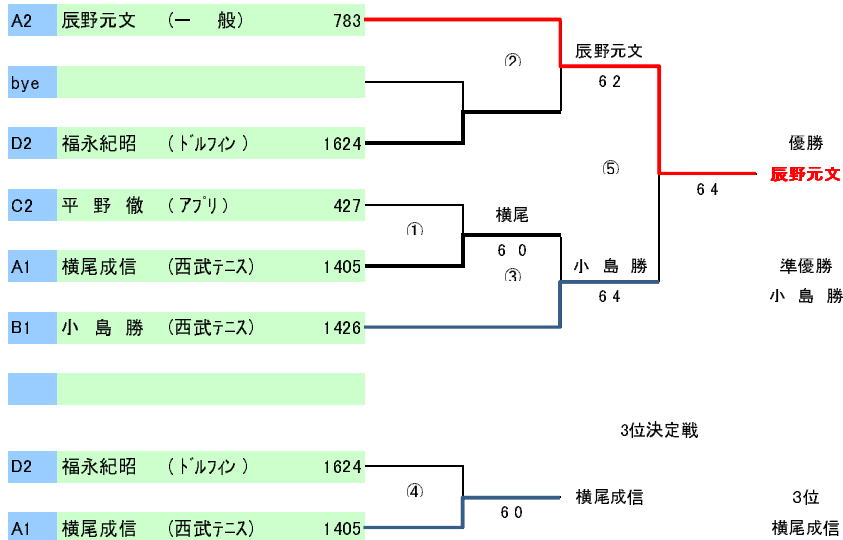 A2 辰野元文 (一 般) 783
② 辰野元文
bye 6 2
D2 福永紀昭 (ドルフィン) 1624 優勝
⑤ 辰野元文
6 4
C2 平 野 徹 (アプリ) 427
① 横尾
6 0
A1 横尾成信 (西武テニス) 1405 ③ 小 島 勝 準優勝
6 4 小 島 勝
B1 小 島 勝 (西武テニス) 1426
3位決定戦
D2 福永紀昭 (ドルフィン) 1624
④ 横尾成信 3位
6 0
A1 横尾成信 (西武テニス) 1405 横尾成信